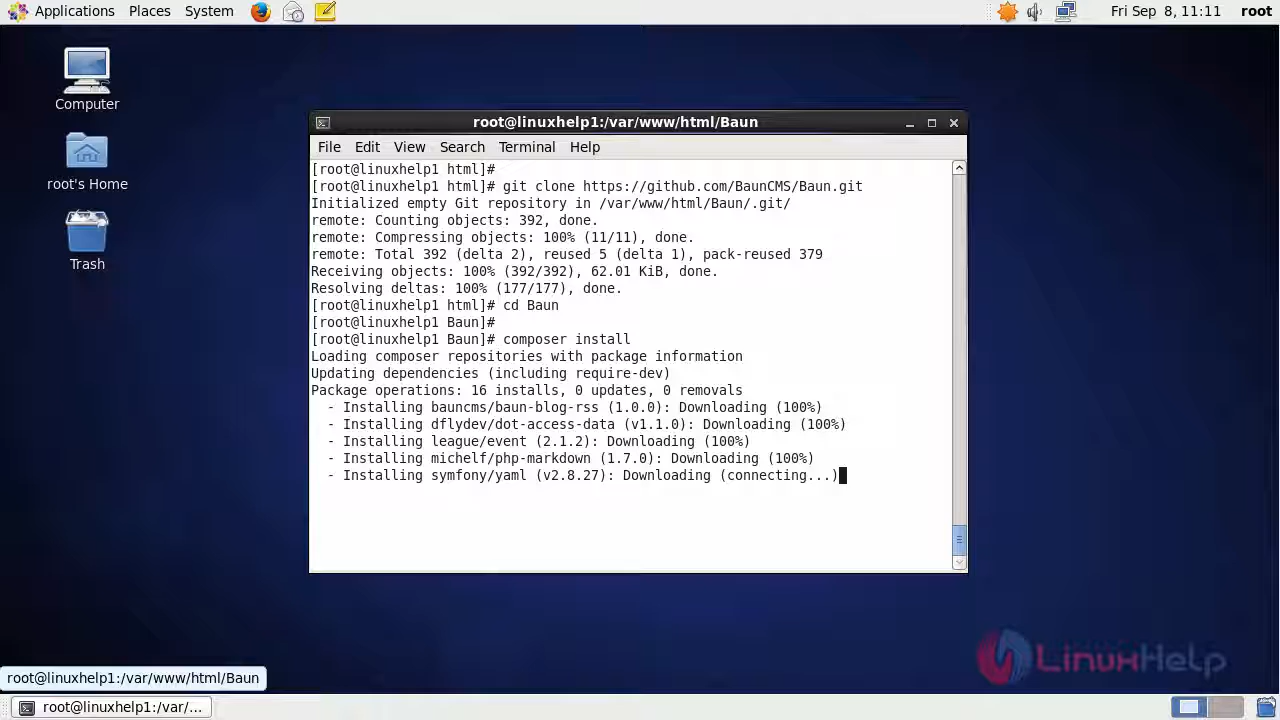 Applications Places System Fri Sep 8, 11:11 root
Computer
root's Home
Trash
root@linuxhelp1:/var/www/html/Baun
File Edit View Search Terminal Help
[root@linuxhelp1 html]#
[root@linuxhelp1 html]# git clone https://github.com/BaunCMS/Baun.git
Initialized empty Git repository in /var/www/html/Baun/.git/
remote: Counting objects: 392, done.
remote: Compressing objects: 100% (11/11), done.
remote: Total 392 (delta 2), reused 5 (delta 1), pack-reused 379
Receiving objects: 100% (392/392), 62.01 KiB, done.
Resolving deltas: 100% (177/177), done.
[root@linuxhelp1 html]# cd Baun
[root@linuxhelp1 Baun]#
[root@linuxhelp1 Baun]# composer install
Loading composer repositories with package information
Updating dependencies (including require-dev)
Package operations: 16 installs, 0 updates, 0 removals
- Installing bauncms/baun-blog-rss (1.0.0): Downloading (100%)
- Installing dflydev/dot-access-data (v1.1.0): Downloading (100%)
- Installing league/event (2.1.2): Downloading (100%)
- Installing michelf/php-markdown (1.7.0): Downloading (100%)
- Installing symfony/yaml (v2.8.27): Downloading (connecting...)
LinuxHelp
root@linuxhelp1:/var/www/html/Baun
root@linuxhelp1:/var/...